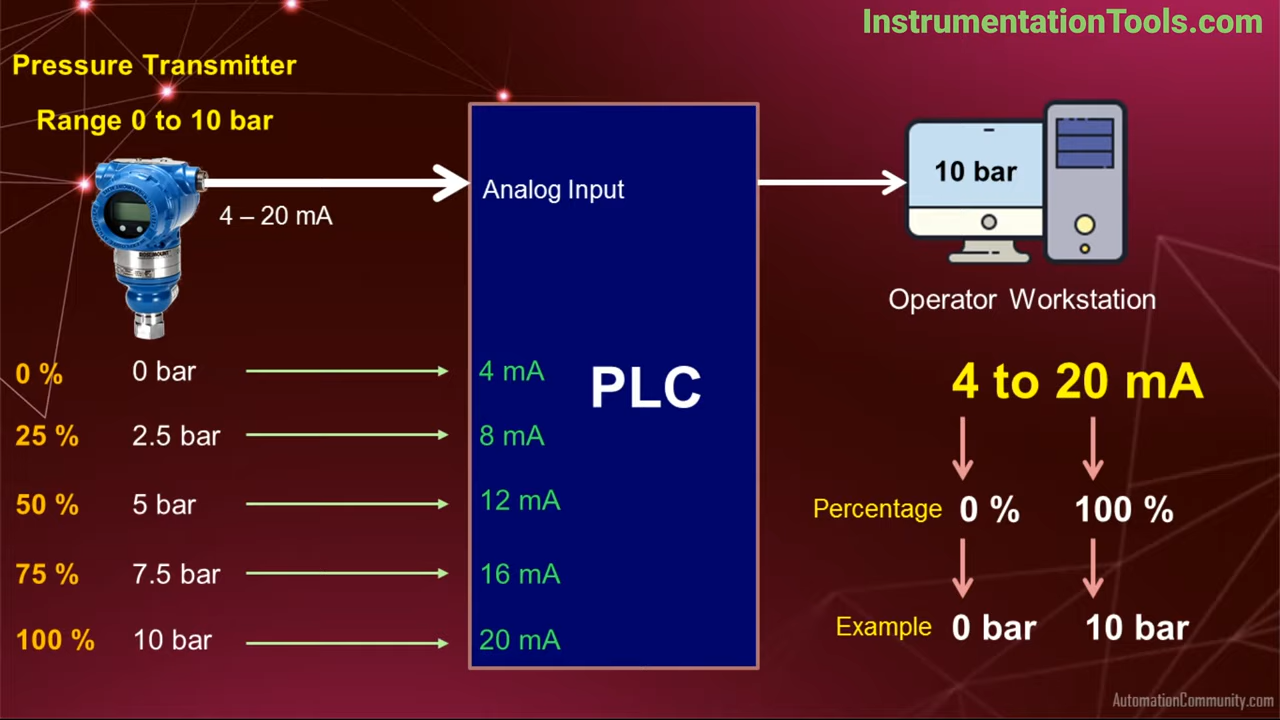 InstrumentationTools.com
Pressure Transmitter
Range 0 to 10 bar
4 – 20 mA
Analog Input
10 bar
Operator Workstation
PLC
0 % 0 bar 4 mA
25 % 2.5 bar 8 mA
50 % 5 bar 12 mA
75 % 7.5 bar 16 mA
100 % 10 bar 20 mA
4 to 20 mA
Percentage 0 % 100 %
Example 0 bar 10 bar
AutomationCommunity.com